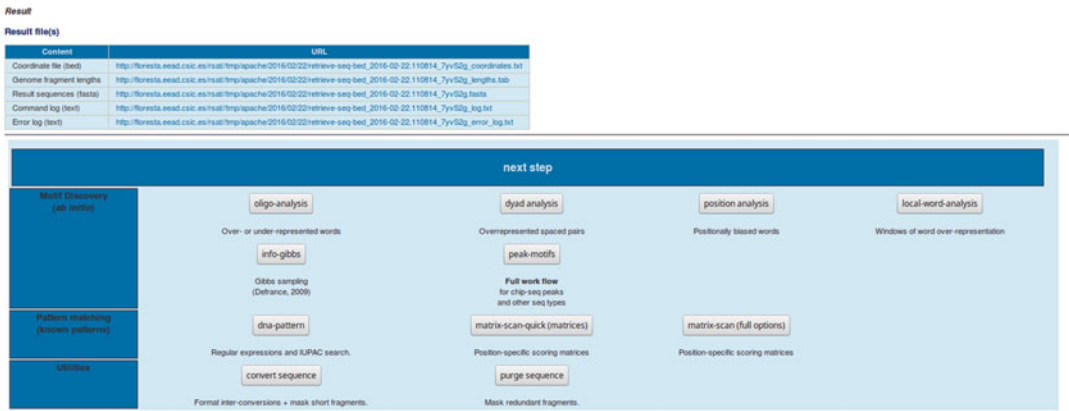 Result
Result file(s)
Content URL
Coordinate file (bed) http://floresta.eead.csic.es/rsat/tmp/apache/2016/02/22/retrieve-seq-bed_2016-02-22.110814_7yvS2g_coordinates.txt
Genome fragment lengths http://floresta.eead.csic.es/rsat/tmp/apache/2016/02/22/retrieve-seq-bed_2016-02-22.110814_7yvS2g_lengths.tab
Result sequences (fasta) http://floresta.eead.csic.es/rsat/tmp/apache/2016/02/22/retrieve-seq-bed_2016-02-22.110814_7yvS2g.fasta
Command log (text) http://floresta.eead.csic.es/rsat/tmp/apache/2016/02/22/retrieve-seq-bed_2016-02-22.110814_7yvS2g_log.txt
Error log (text) http://floresta.eead.csic.es/rsat/tmp/apache/2016/02/22/retrieve-seq-bed_2016-02-22.110814_7yvS2g_error_log.txt
next step
Motif Discovery
(ab initio)
oligo-analysis dyad analysis position analysis local-word-analysis
Over- or under-represented words Overrepresented spaced pairs Positionally biased words Windows of word over-representation
info-gibbs peak-motifs
Gibbs sampling
(Defrance, 2009)
Full work flow
for chip-seq peaks
and other seq types
Pattern matching
(known patterns)
dna-pattern matrix-scan-quick (matrices) matrix-scan (full options)
Regular expressions and IUPAC search. Position-specific scoring matrices Position-specific scoring matrices
Utilities
convert sequence purge sequence
Format inter-conversions + mask short fragments. Mask redundant fragments.